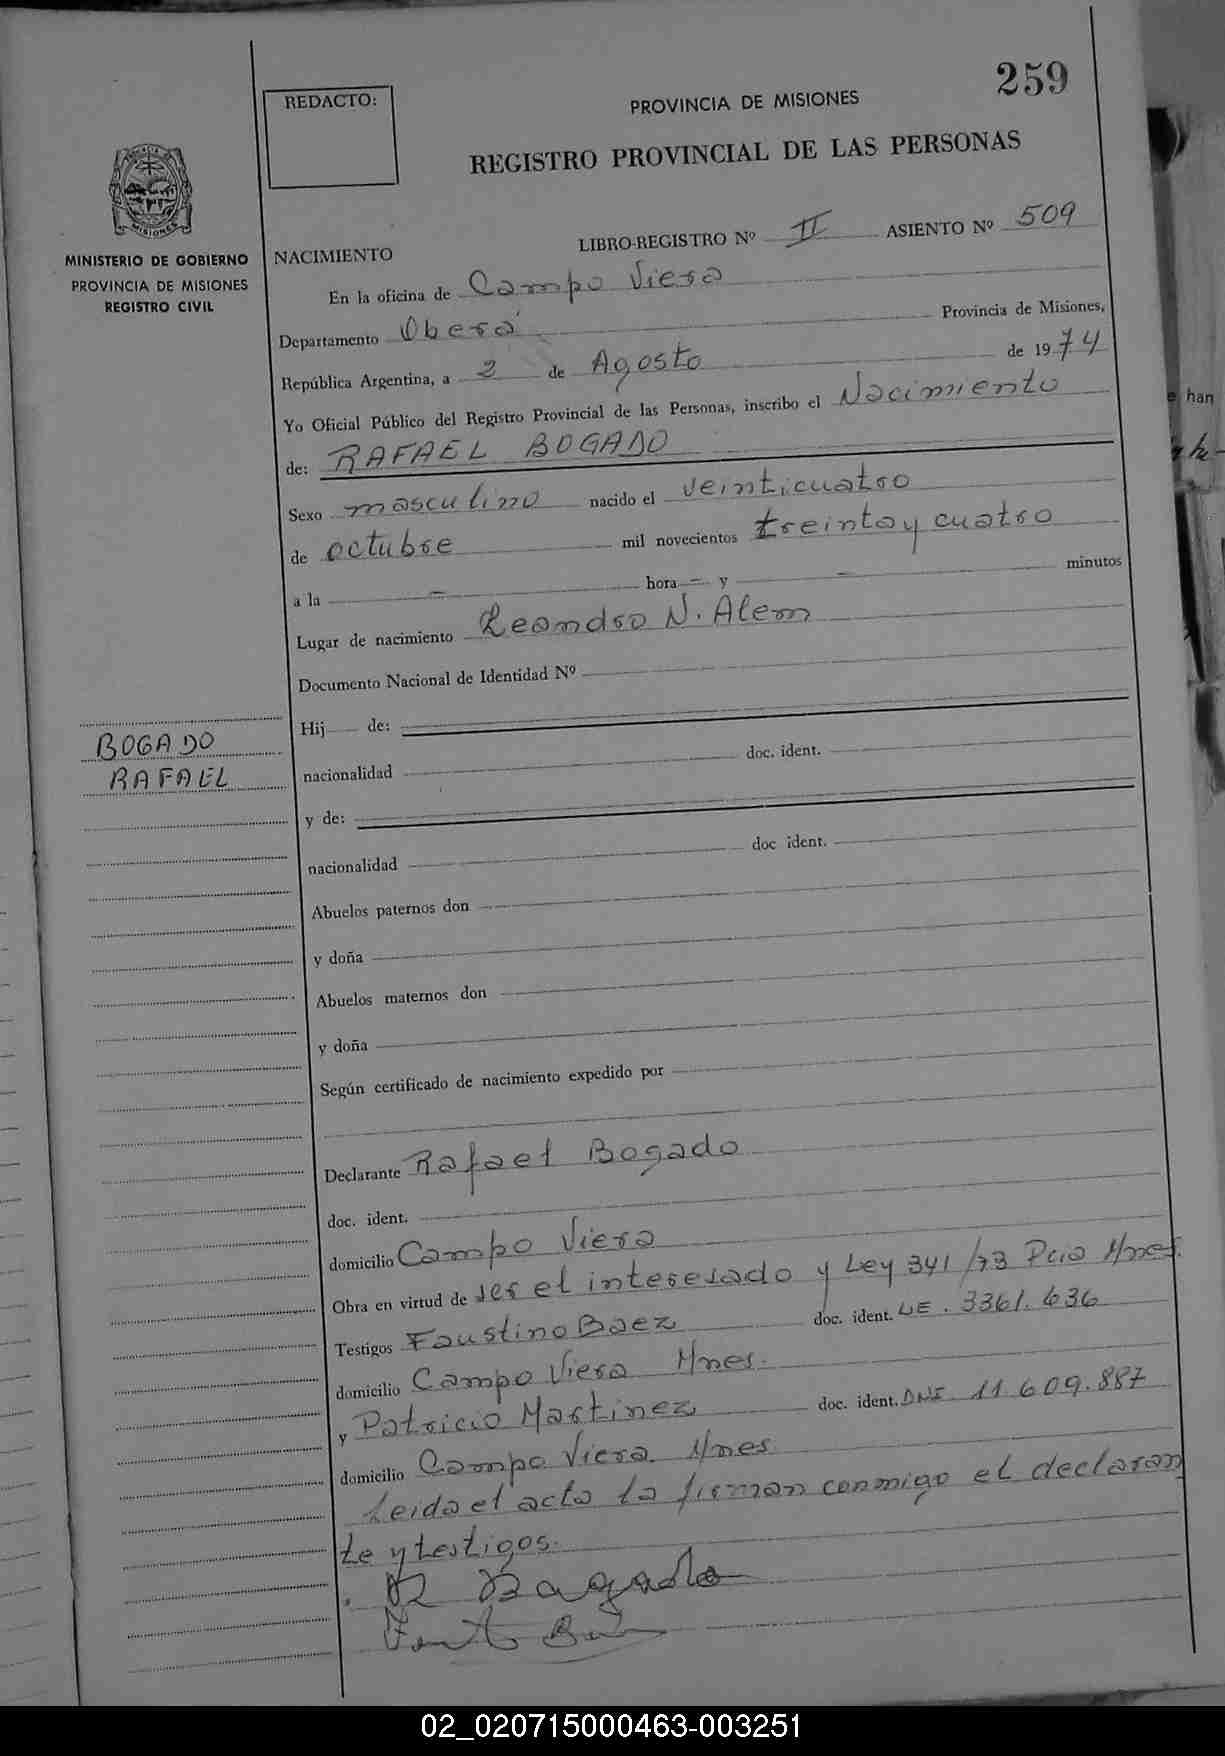 259
REDACTO:
PROVINCIA DE MISIONES
REGISTRO PROVINCIAL DE LAS PERSONAS
MINISTERIO DE GOBIERNO
PROVINCIA DE MISIONES
REGISTRO CIVIL
NACIMIENTO LIBRO-REGISTRO Nº II ASIENTO Nº 509
En la oficina de Campo Viera
Departamento Oberá Provincia de Misiones,
República Argentina, a 2 de Agosto de 1974
Yo Oficial Público del Registro Provincial de las Personas, inscribo el Nacimiento
de: RAFAEL BOGADO
Sexo masculino nacido el veinticuatro
de octubre mil novecientos treinta y cuatro
a la — hora — y — minutos
Lugar de nacimiento Leandro N. Alem
Documento Nacional de Identidad Nº
Hij de:
BOGADO
RAFAEL
nacionalidad doc. ident.
y de:
nacionalidad doc ident.
Abuelos paternos don
y doña
Abuelos maternos don
y doña
Según certificado de nacimiento expedido por
Declarante Rafael Bogado
doc. ident.
domicilio Campo Viera
Obra en virtud de ser el interesado y Ley 341/73 Pcia Mnes.
Testigos Faustino Baez doc. ident. LE. 3361.636
domicilio Campo Viera Mnes.
y Patricio Martinez doc. ident. DNI 11.609.887
domicilio Campo Viera. Mnes
Leida el acta la firman conmigo el declaran
te y testigos.
R Bogado
han
02_020715000463-003251